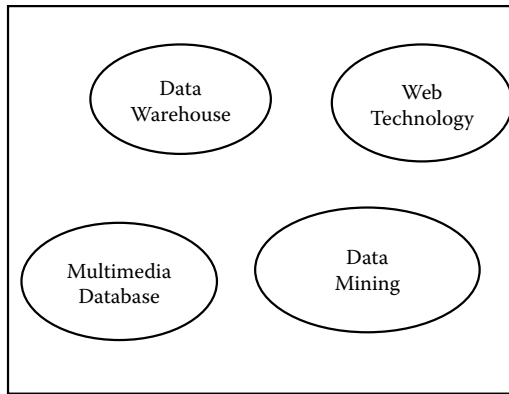 Data
Warehouse
Web
Technology
Multimedia
Database
Data
Mining